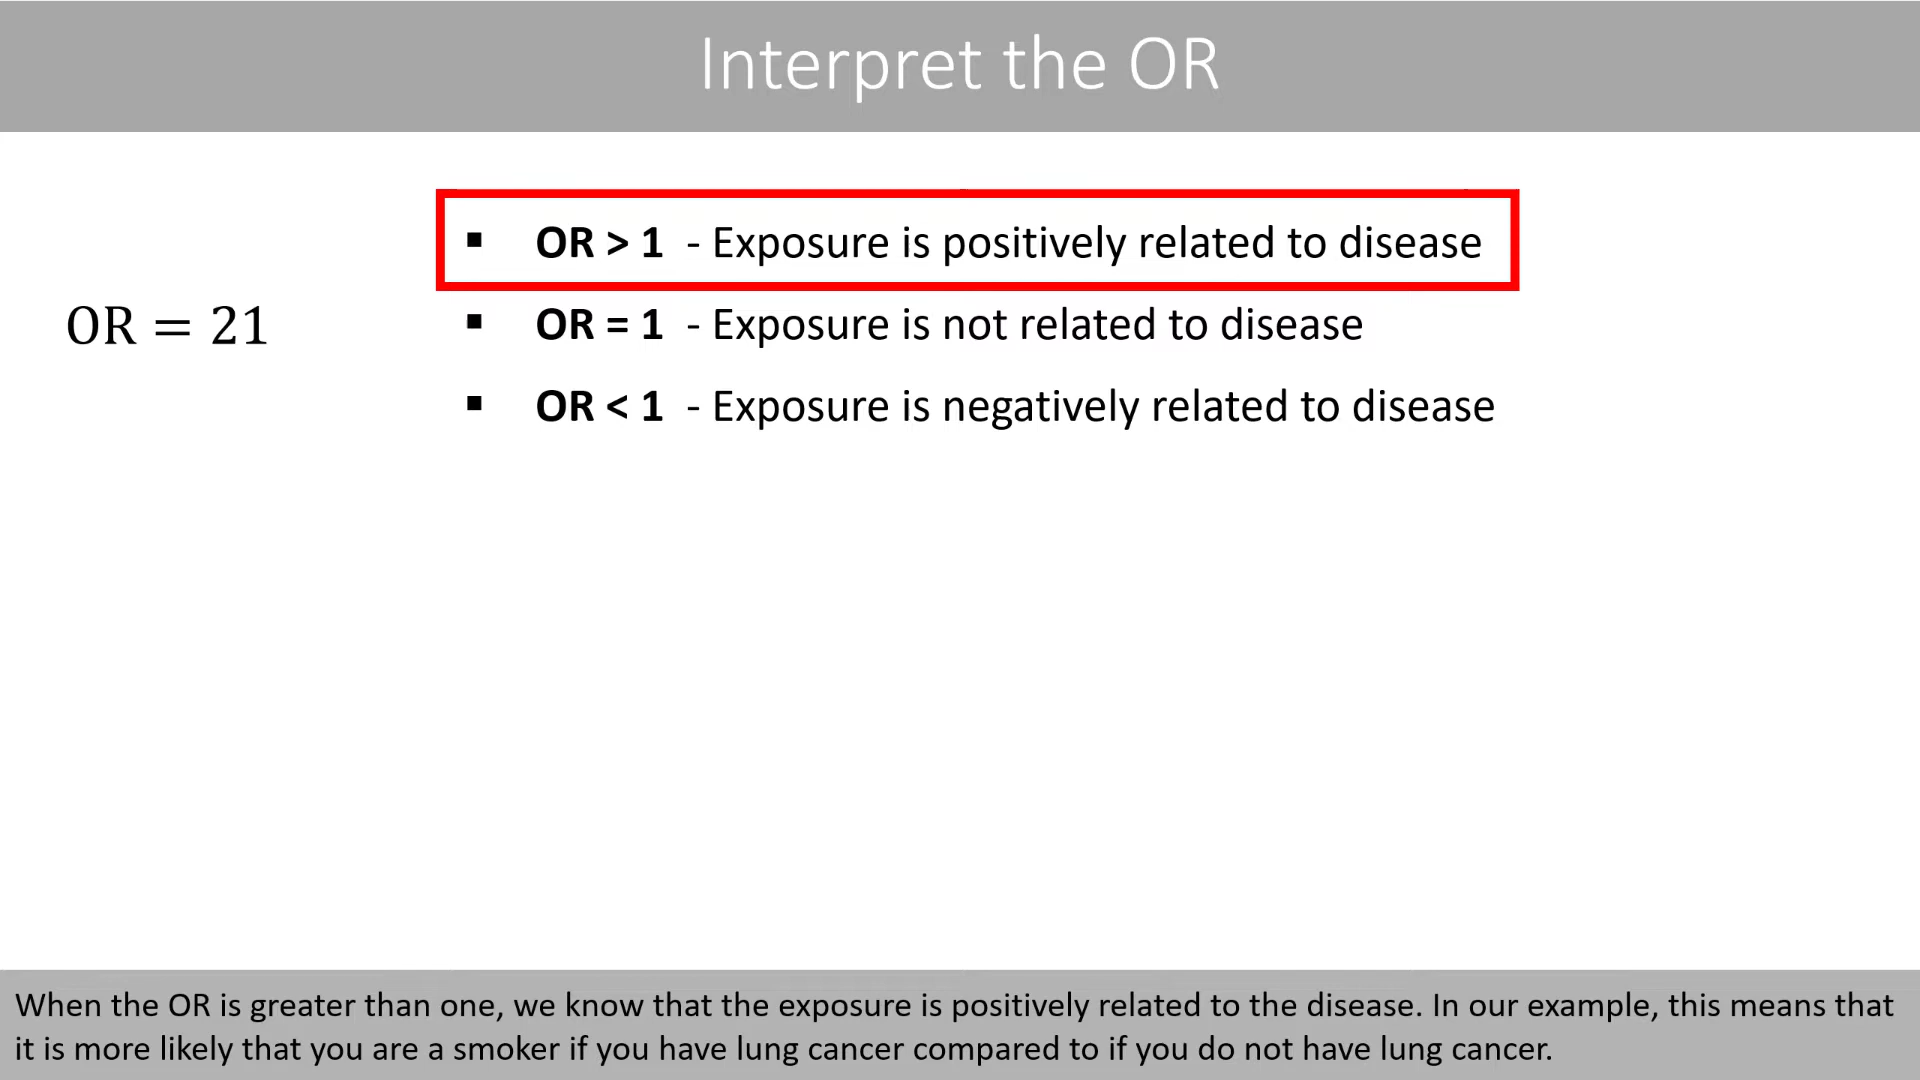 Interpret the OR
▪ OR > 1 - Exposure is positively related to disease
OR = 21
▪ OR = 1 - Exposure is not related to disease
▪ OR < 1 - Exposure is negatively related to disease
When the OR is greater than one, we know that the exposure is positively related to the disease. In our example, this means that
it is more likely that you are a smoker if you have lung cancer compared to if you do not have lung cancer.